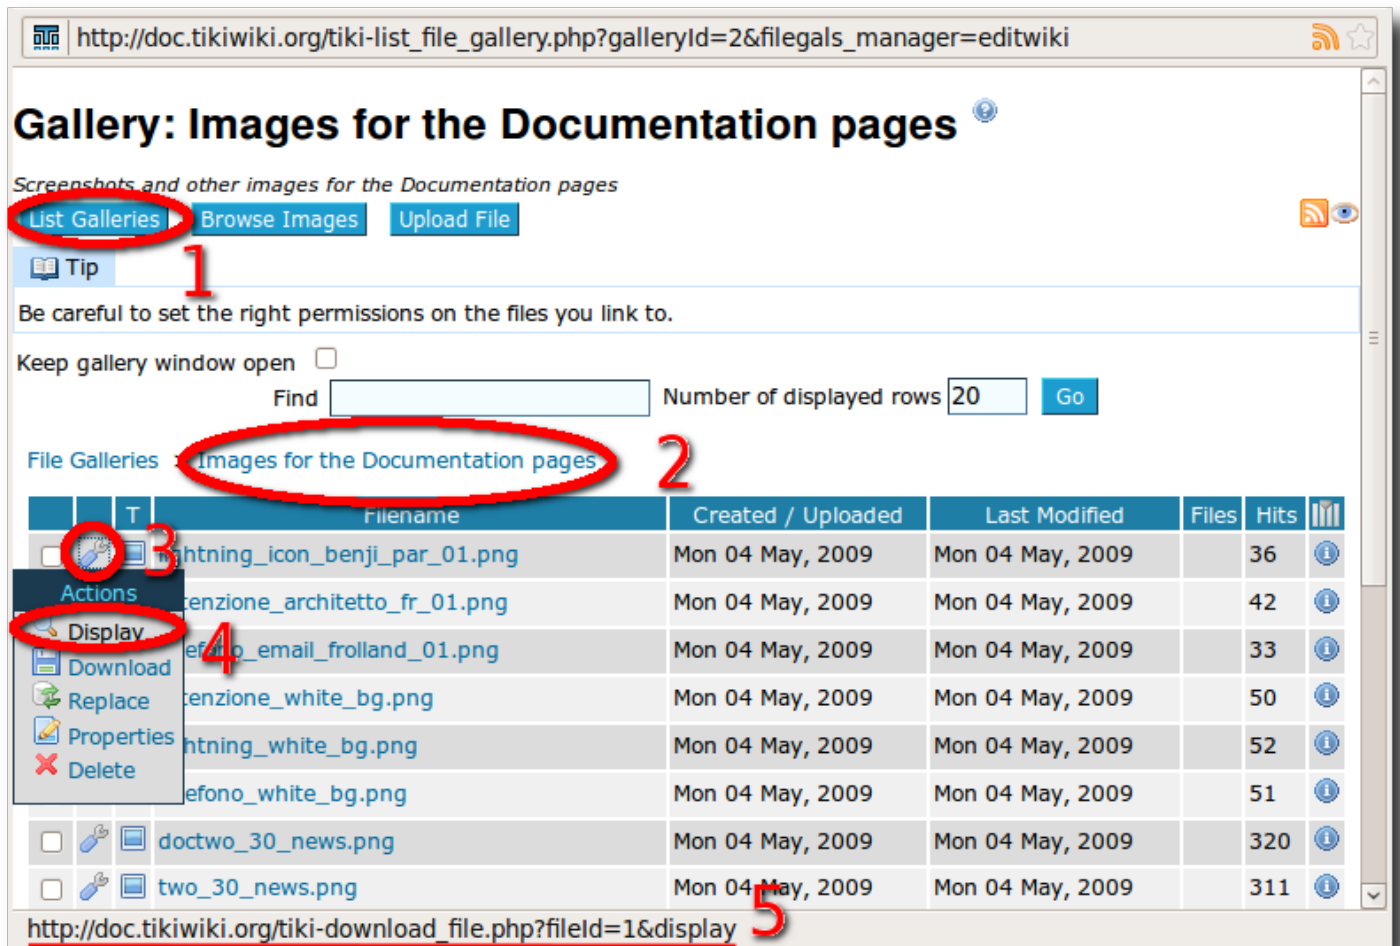 http://doc.tikiwiki.org/tiki-list_file_gallery.php?galleryId=2&filegals_manager=editwiki
Gallery: Images for the Documentation pages
Screenshots and other images for the Documentation pages
List Galleries Browse Images Upload File
1
Tip
Be careful to set the right permissions on the files you link to.
Keep gallery window open
Find Number of displayed rows 20 Go
File Galleries Images for the Documentation pages 2
T Filename Created / Uploaded Last Modified Files Hits
3 htning_icon_benji_par_01.png Mon 04 May, 2009 Mon 04 May, 2009 36
Actions tenzione_architetto_fr_01.png Mon 04 May, 2009 Mon 04 May, 2009 42
Display 4 efono_email_frolland_01.png Mon 04 May, 2009 Mon 04 May, 2009 33
Download
Replace tenzione_white_bg.png Mon 04 May, 2009 Mon 04 May, 2009 50
Properties htning_white_bg.png Mon 04 May, 2009 Mon 04 May, 2009 52
Delete
efono_white_bg.png Mon 04 May, 2009 Mon 04 May, 2009 51
doctwo_30_news.png Mon 04 May, 2009 Mon 04 May, 2009 320
two_30_news.png Mon 04 May, 2009 Mon 04 May, 2009 311
http://doc.tikiwiki.org/tiki-download_file.php?fileId=1&display 5